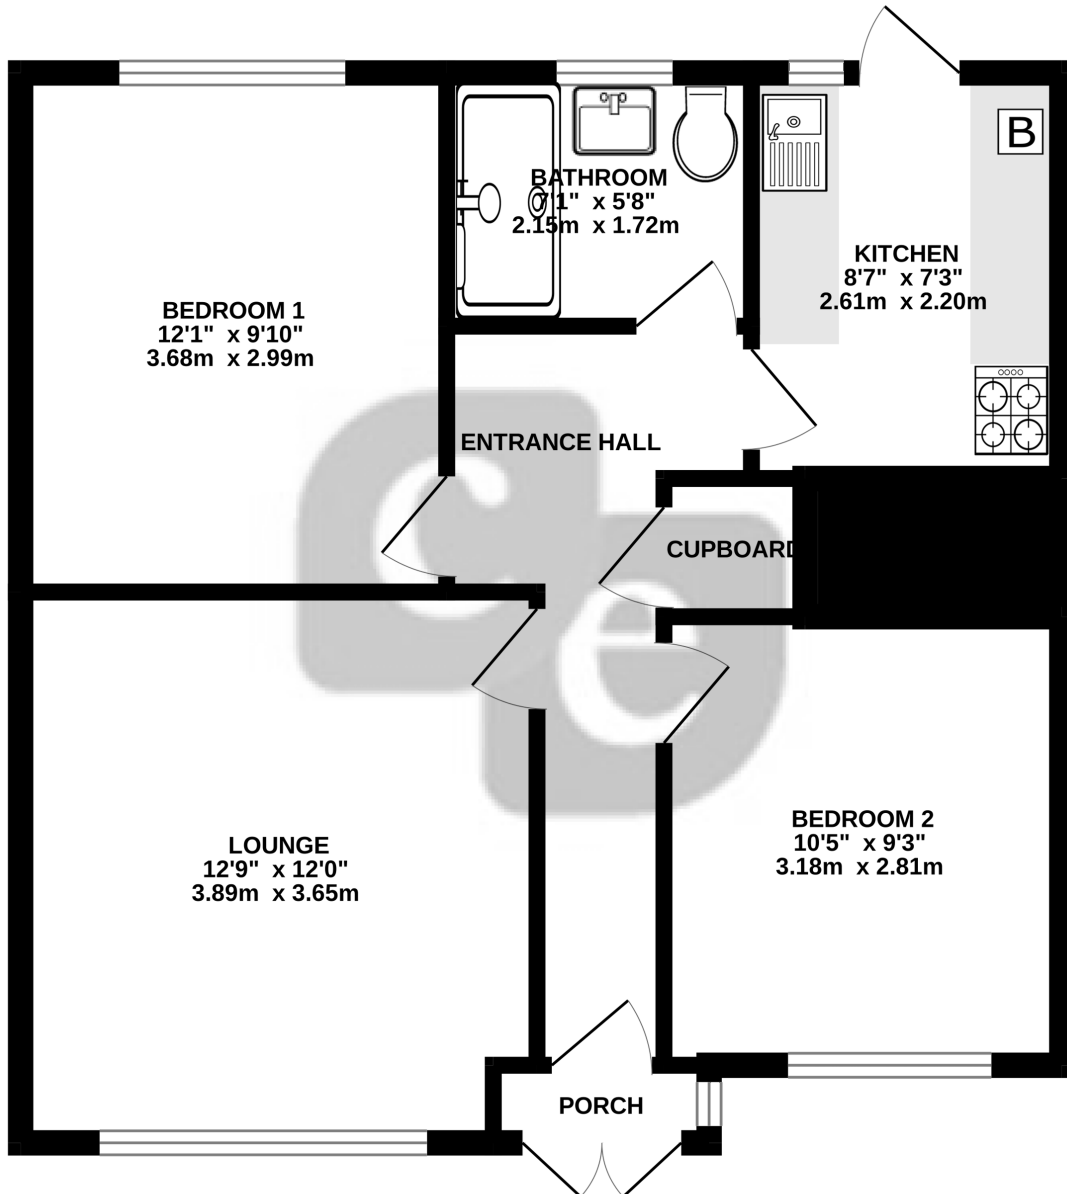 B
BATHROOM
7'1" x 5'8"
2.15m x 1.72m
KITCHEN
8'7" x 7'3"
2.61m x 2.20m
BEDROOM 1
12'1" x 9'10"
3.68m x 2.99m
ENTRANCE HALL
CUPBOARD
BEDROOM 2
10'5" x 9'3"
3.18m x 2.81m
LOUNGE
12'9" x 12'0"
3.89m x 3.65m
PORCH
c
e